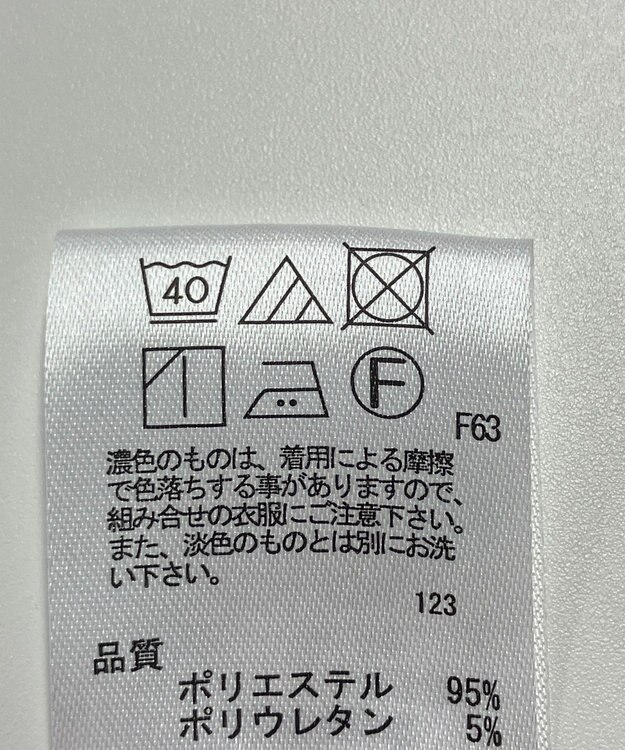 40
F
F63
濃色のものは、着用による摩擦
で色落ちする事がありますので、
組み合せの衣服にご注意下さい。
また、淡色のものとは別にお洗
い下さい。
123
品質
ポリエステル 95%
ポリウレタン 5%